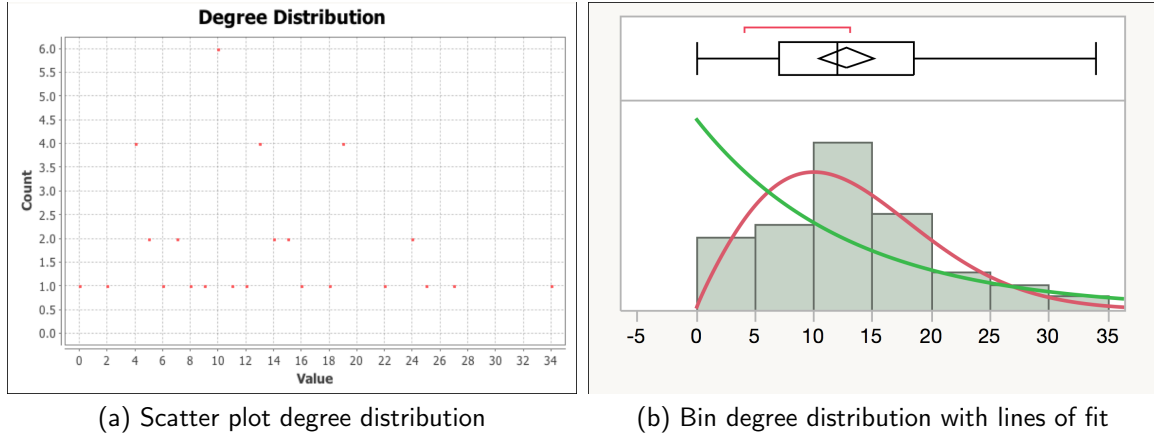 Degree Distribution
6.0
5.5
5.0
4.5
4.0
3.5
3.0
2.5
2.0
1.5
1.0
0.5
0.0
Count
0 2 4 6 8 10 12 14 16 18 20 22 24 26 28 30 32 34
Value
(a) Scatter plot degree distribution
-5 0 5 10 15 20 25 30 35
(b) Bin degree distribution with lines of fit